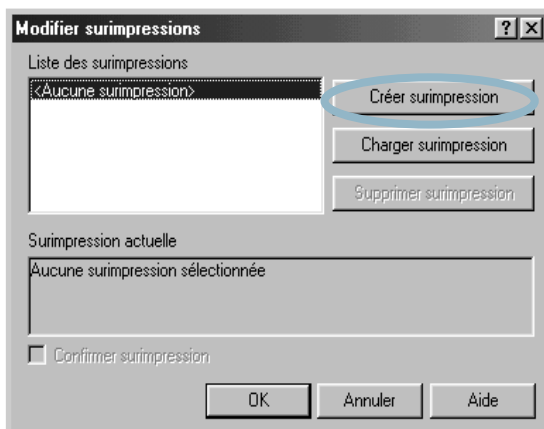 Modifier surimpressions
Liste des surimpressions
<Aucune surimpression>
Créer surimpression
Charger surimpression
Supprimer surimpression
Surimpression actuelle
Aucune surimpression sélectionnée
Confirmer surimpression
OK Annuler Aide